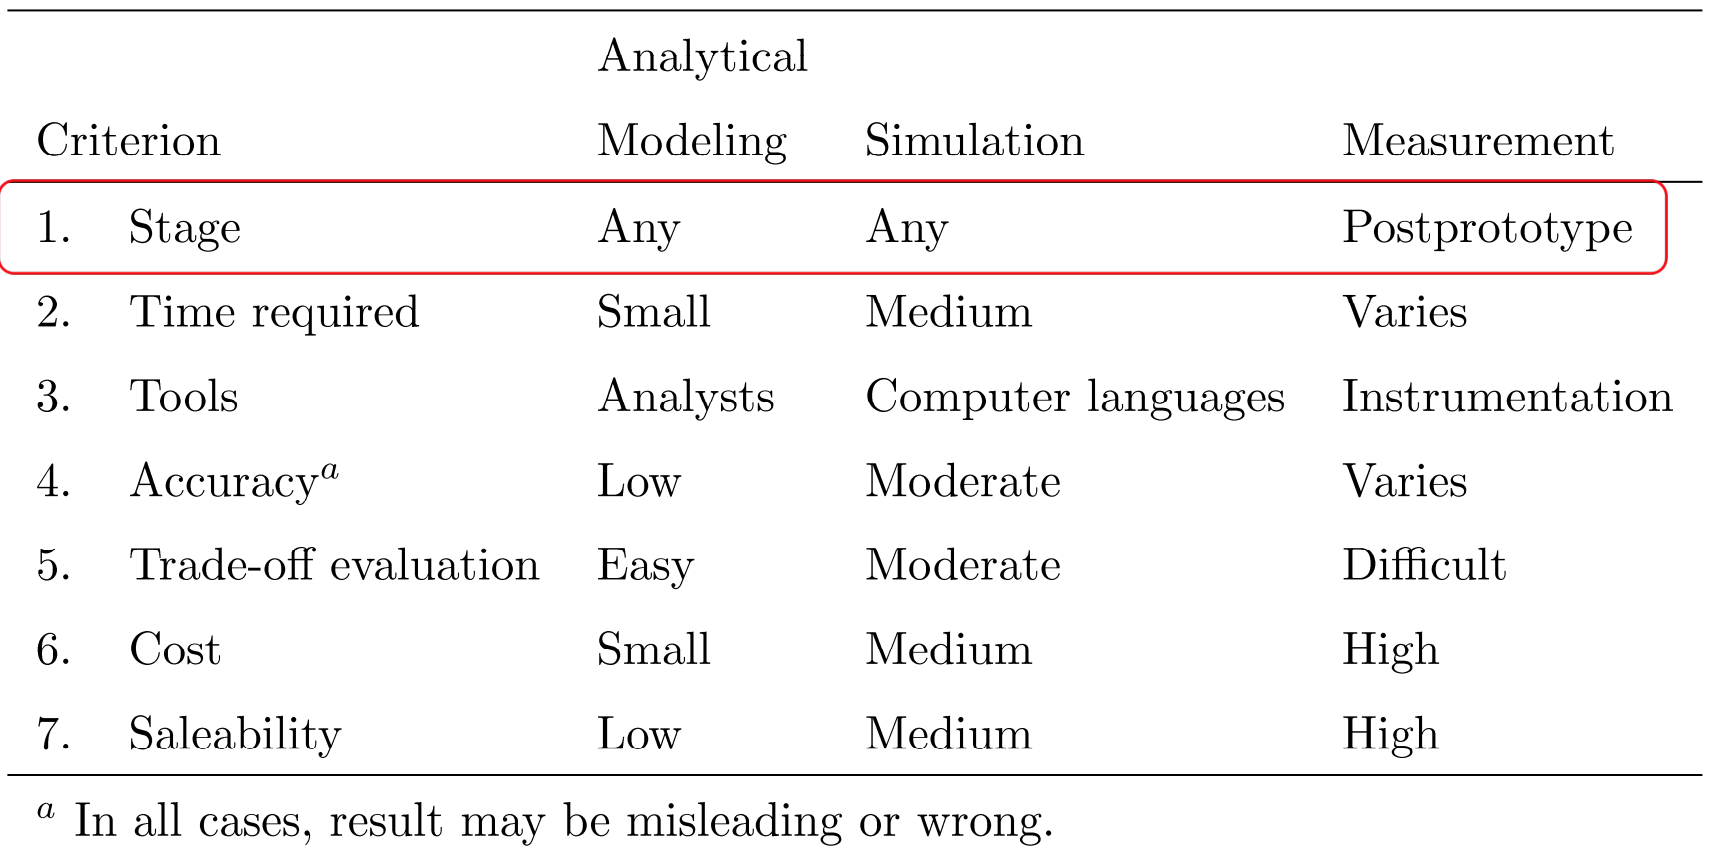 Analytical
Criterion Modeling Simulation Measurement
1. Stage Any Any Postprototype
2. Time required Small Medium Varies
3. Tools Analysts Computer languages Instrumentation
4. Accuracyᵃ Low Moderate Varies
5. Trade-off evaluation Easy Moderate Difficult
6. Cost Small Medium High
7. Saleability Low Medium High
ᵃ In all cases, result may be misleading or wrong.